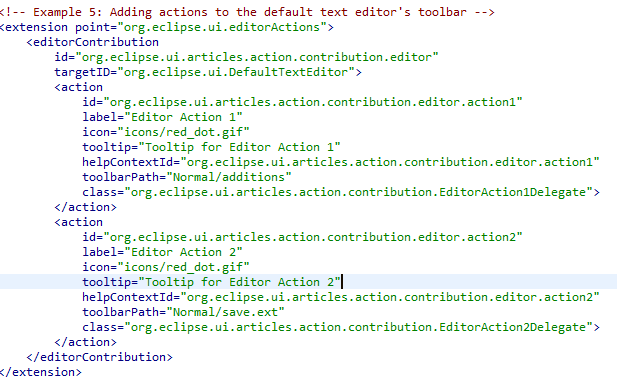 <!-- Example 5: Adding actions to the default text editor's toolbar -->
<extension point="org.eclipse.ui.editorActions">
<editorContribution
id="org.eclipse.ui.articles.action.contribution.editor"
targetID="org.eclipse.ui.DefaultTextEditor">
<action
id="org.eclipse.ui.articles.action.contribution.editor.action1"
label="Editor Action 1"
icon="icons/red_dot.gif"
tooltip="Tooltip for Editor Action 1"
helpContextId="org.eclipse.ui.articles.action.contribution.editor.action1"
toolbarPath="Normal/additions"
class="org.eclipse.ui.articles.action.contribution.EditorAction1Delegate">
</action>
<action
id="org.eclipse.ui.articles.action.contribution.editor.action2"
label="Editor Action 2"
icon="icons/red_dot.gif"
tooltip="Tooltip for Editor Action 2"
helpContextId="org.eclipse.ui.articles.action.contribution.editor.action2"
toolbarPath="Normal/save.ext"
class="org.eclipse.ui.articles.action.contribution.EditorAction2Delegate">
</action>
</editorContribution>
</extension>